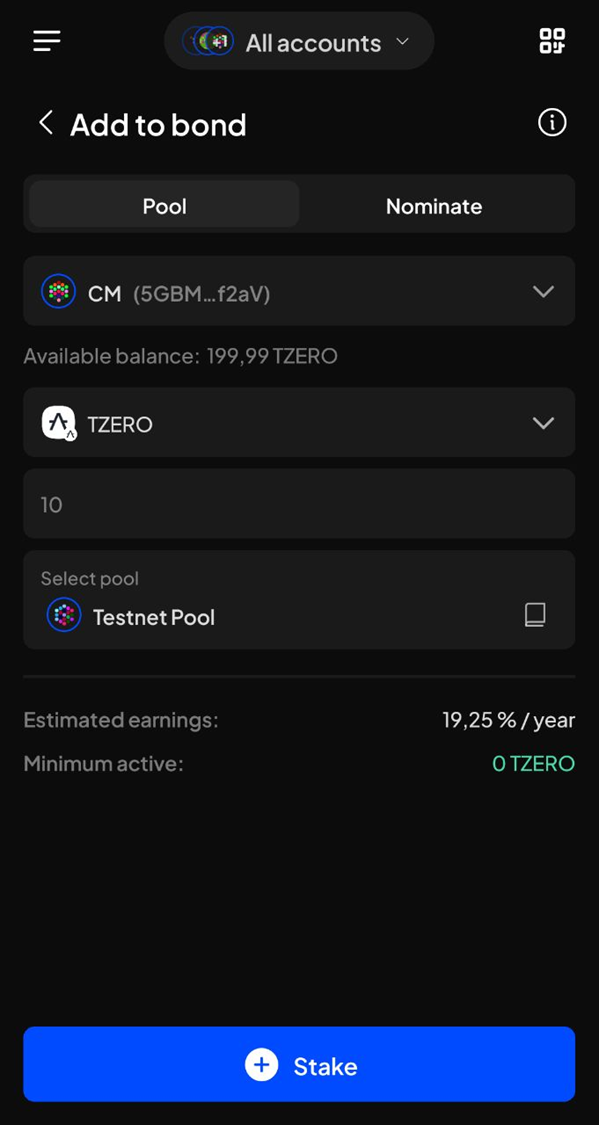 All accounts
Add to bond
Pool
Nominate
CM (5GBM...f2aV)
Available balance: 199,99 TZERO
TZERO
10
Select pool
Testnet Pool
Estimated earnings: 19,25 % / year
Minimum active: 0 TZERO
Stake